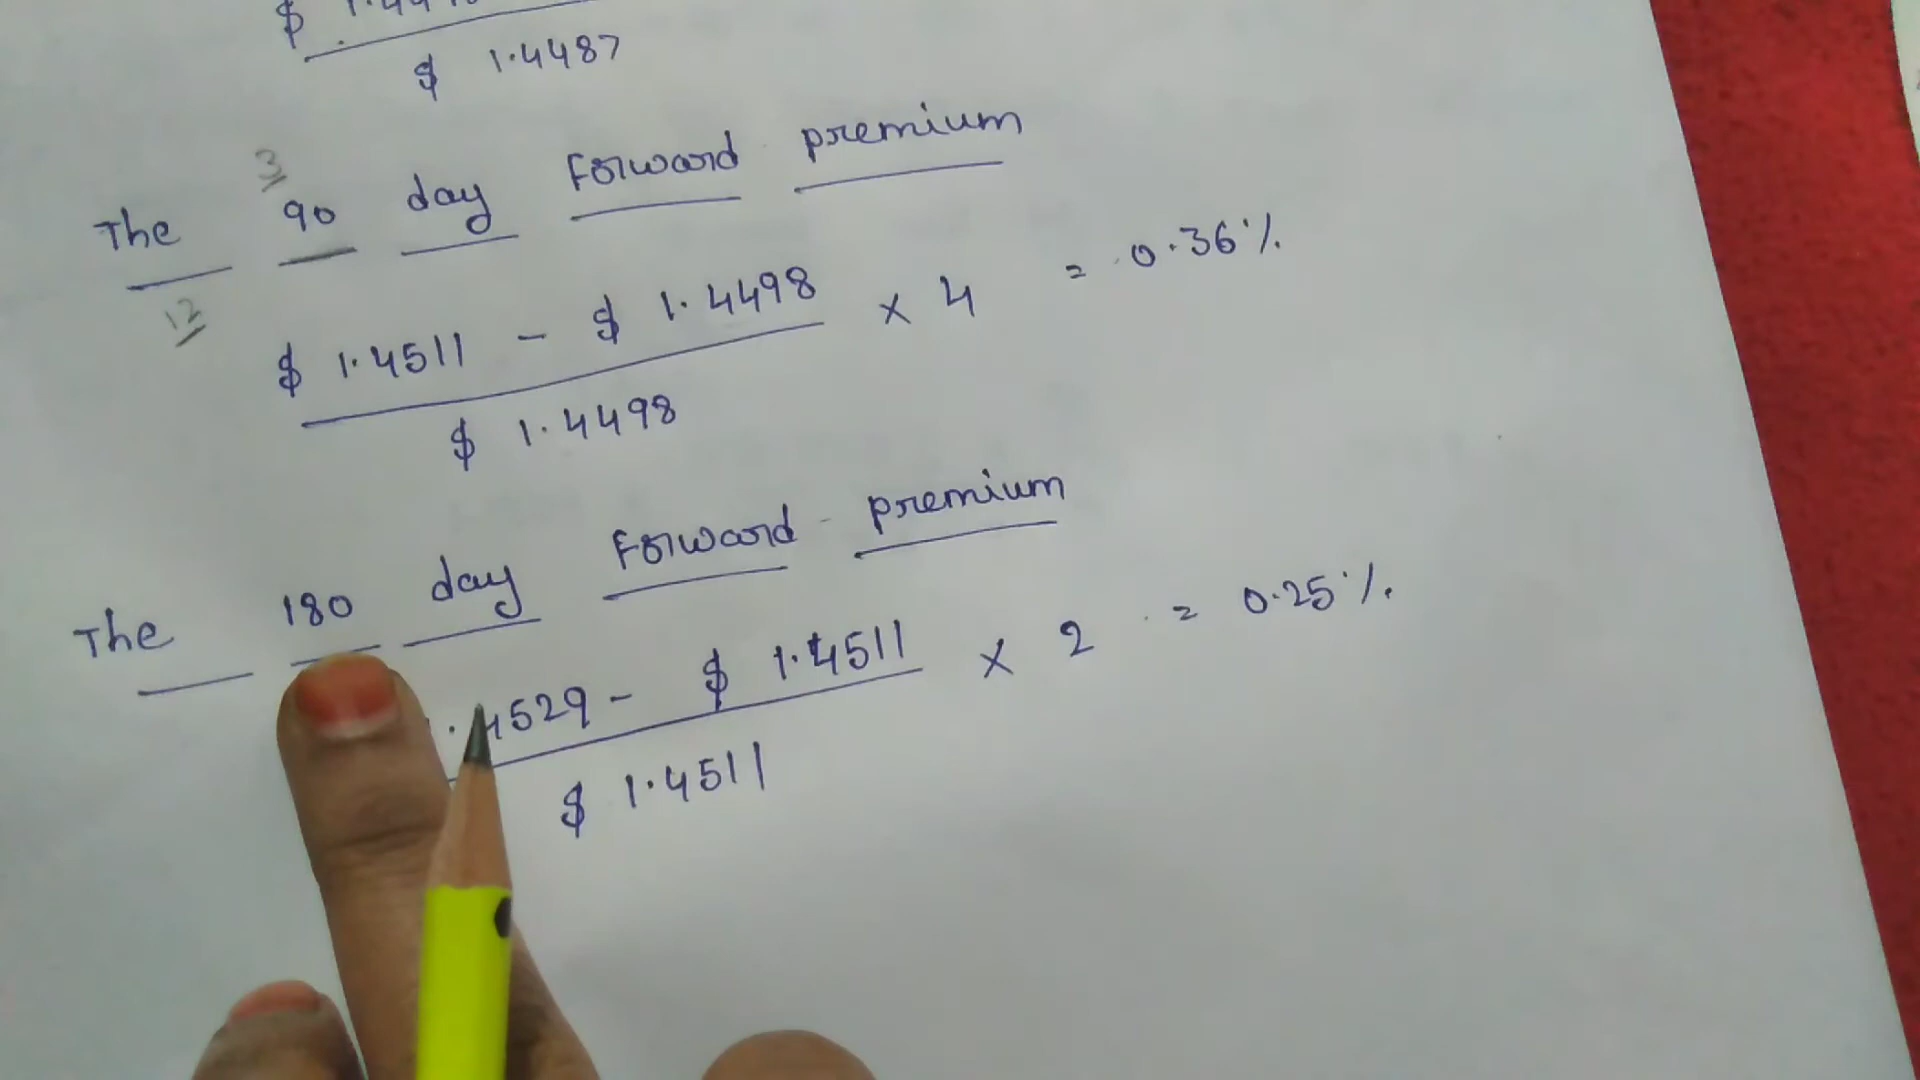 $
$ 1.4487
3
The 90 day Forward premium
12
$ 1.4511 - $ 1.4498 × 4 = 0.36%
$ 1.4498
The 180 day Forward premium
.4529 - $ 1.4511 × 2 = 0.25%
$ 1.4511